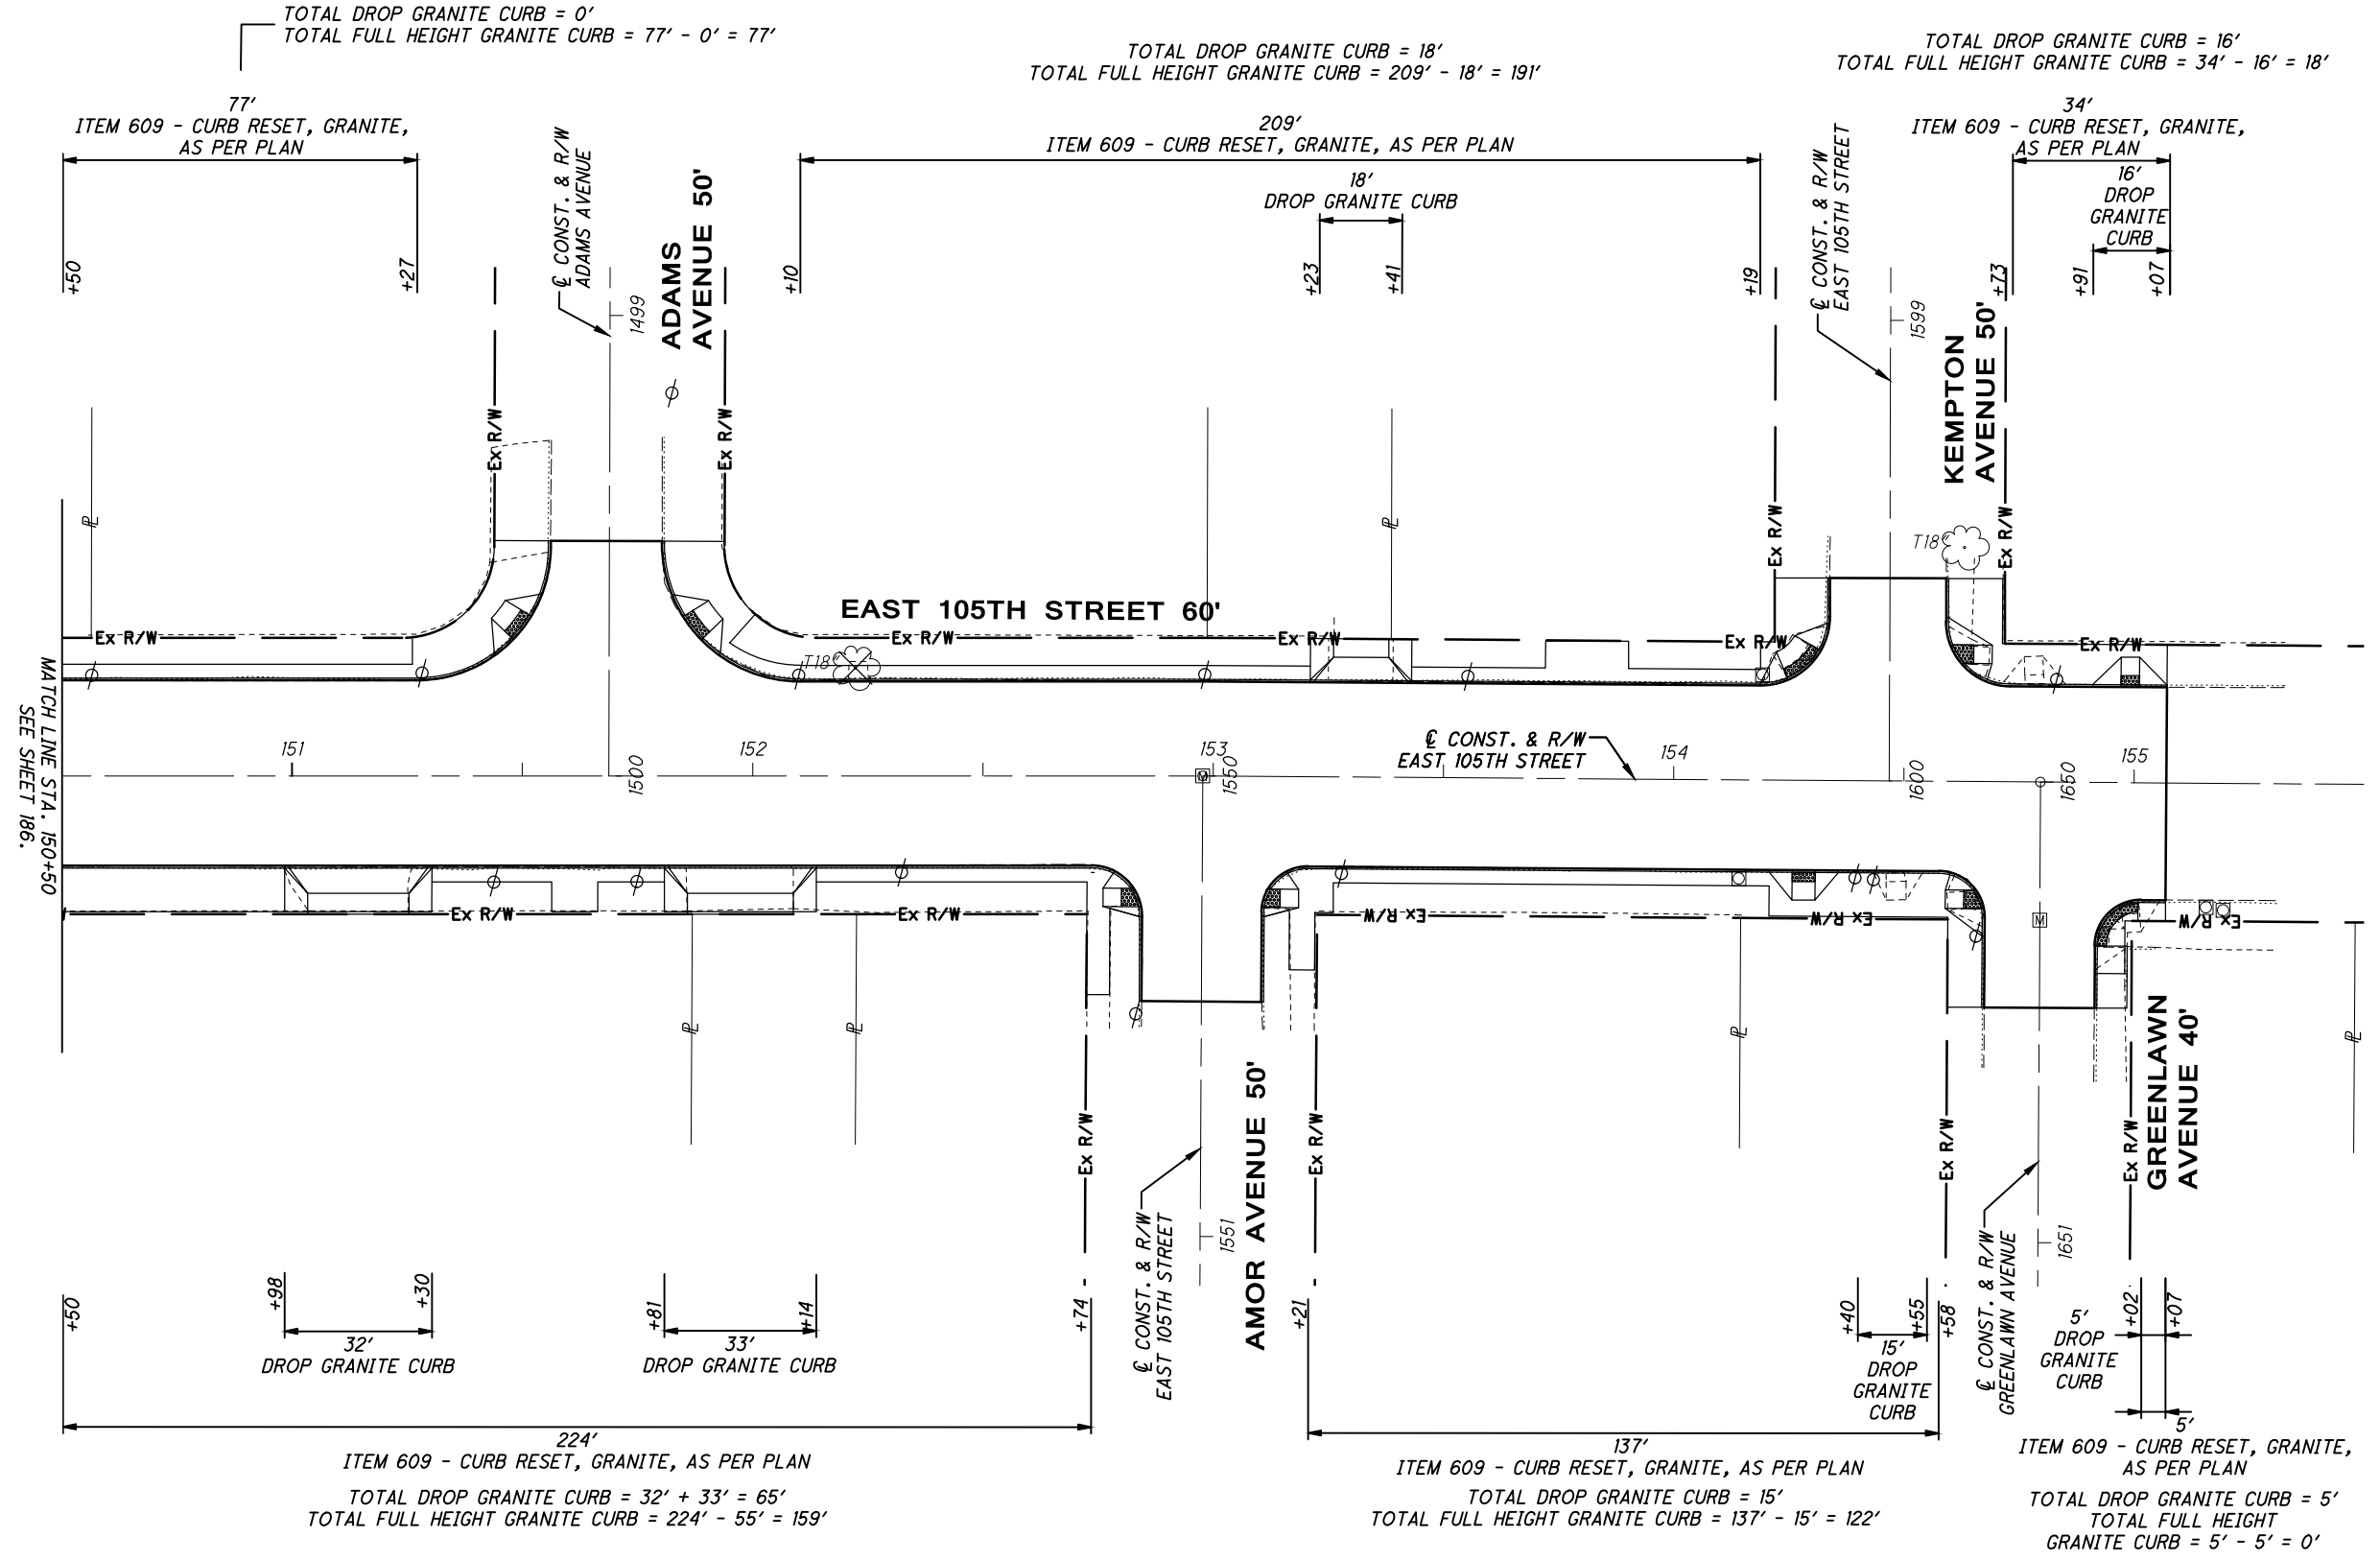 TOTAL DROP GRANITE CURB = 0'
TOTAL FULL HEIGHT GRANITE CURB = 77' - 0' = 77'
77'
ITEM 609 - CURB RESET, GRANITE,
AS PER PLAN
TOTAL DROP GRANITE CURB = 18'
TOTAL FULL HEIGHT GRANITE CURB = 209' - 18' = 191'
209'
ITEM 609 - CURB RESET, GRANITE, AS PER PLAN
18'
DROP GRANITE CURB
TOTAL DROP GRANITE CURB = 16'
TOTAL FULL HEIGHT GRANITE CURB = 34' - 16' = 18'
34'
ITEM 609 - CURB RESET, GRANITE,
AS PER PLAN
16'
DROP
GRANITE
CURB
+50
+27
+10
+23
+41
+19
+73
+91
+07
℄ CONST. & R/W
ADAMS AVENUE
1499
ADAMS
AVENUE 50'
℄ CONST. & R/W
EAST 105TH STREET
1599
KEMPTON
AVENUE 50'
Ex R/W
Ex R/W
Ex R/W
Ex R/W
℄
℄
T18"
EAST 105TH STREET 60'
Ex R/W
Ex R/W
Ex R/W
Ex R/W
Ex R/W
T18"
MATCH LINE STA. 150+50
SEE SHEET 186.
151
1500
152
153
1550
℄ CONST. & R/W
EAST 105TH STREET
154
1600
1650
155
M
M
Ex R/W
Ex R/W
Ex R/W
Ex R/W
Ex R/W
℄
℄
℄
℄
Ex R/W
Ex R/W
Ex R/W
Ex R/W
℄ CONST. & R/W
EAST 105TH STREET
1551
AMOR AVENUE 50'
℄ CONST. & R/W
GREENLAWN AVENUE
1651
GREENLAWN
AVENUE 40'
+50
+98
+30
+81
+14
+74
+21
+40
+55
+58
+02
+07
32'
DROP GRANITE CURB
33'
DROP GRANITE CURB
15'
DROP
GRANITE
CURB
5'
DROP
GRANITE
CURB
224'
ITEM 609 - CURB RESET, GRANITE, AS PER PLAN
TOTAL DROP GRANITE CURB = 32' + 33' = 65'
TOTAL FULL HEIGHT GRANITE CURB = 224' - 55' = 159'
137'
ITEM 609 - CURB RESET, GRANITE, AS PER PLAN
TOTAL DROP GRANITE CURB = 15'
TOTAL FULL HEIGHT GRANITE CURB = 137' - 15' = 122'
5'
ITEM 609 - CURB RESET, GRANITE,
AS PER PLAN
TOTAL DROP GRANITE CURB = 5'
TOTAL FULL HEIGHT
GRANITE CURB = 5' - 5' = 0'